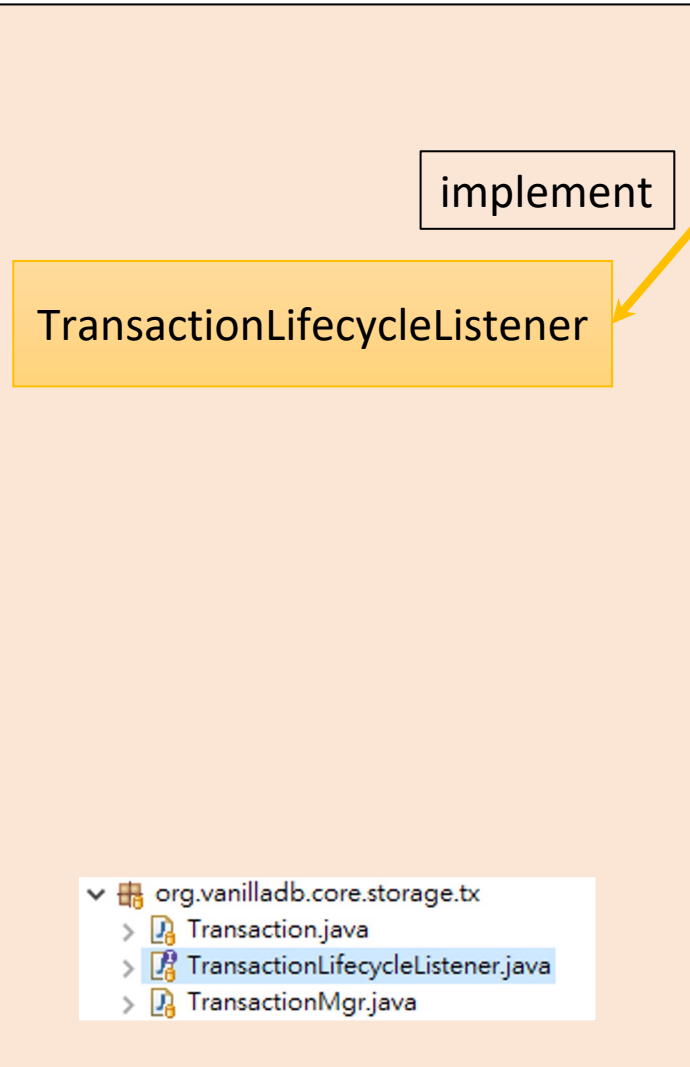 implement
TransactionLifecycleListener
org.vanilladb.core.storage.tx
Transaction.java
TransactionLifecycleListener.java
TransactionMgr.java